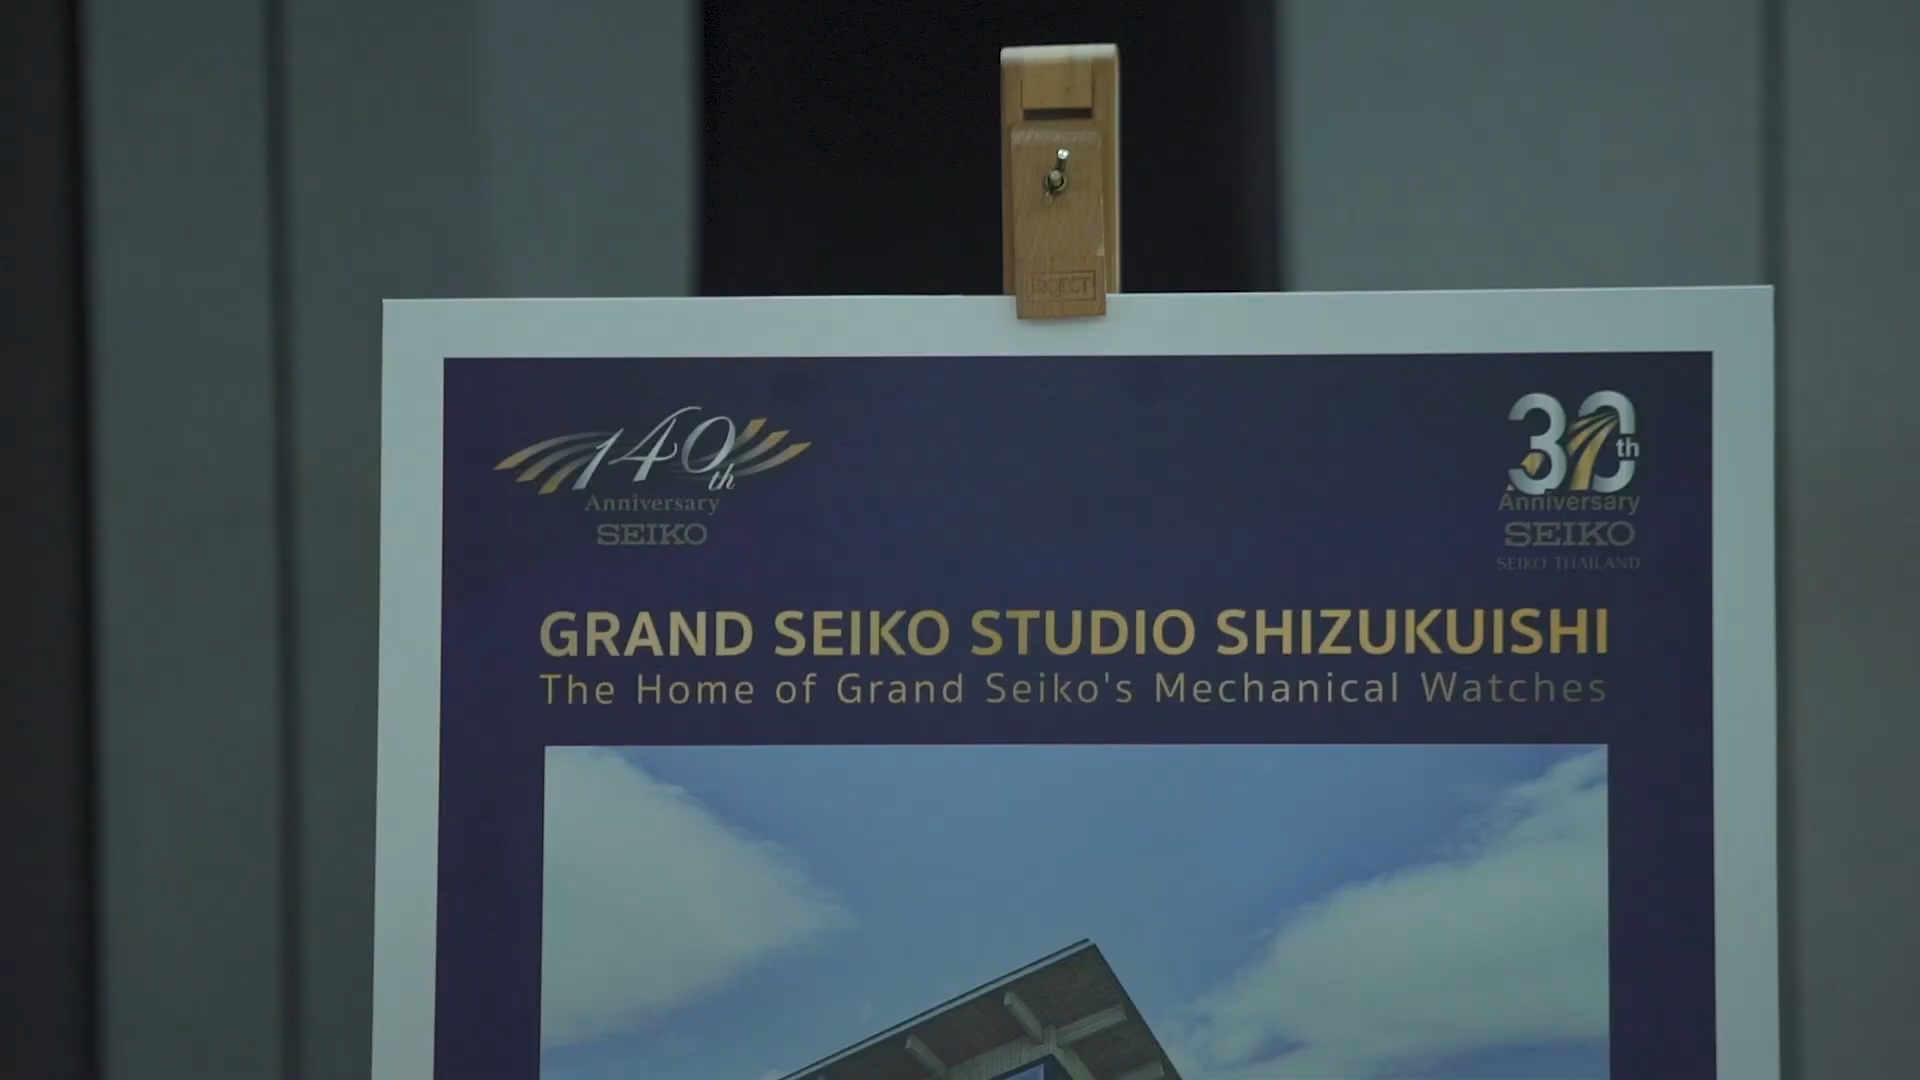 140th
Anniversary
SEIKO
30th
Anniversary
SEIKO
SEIKO THAILAND
GRAND SEIKO STUDIO SHIZUKUISHI
The Home of Grand Seiko's Mechanical Watches